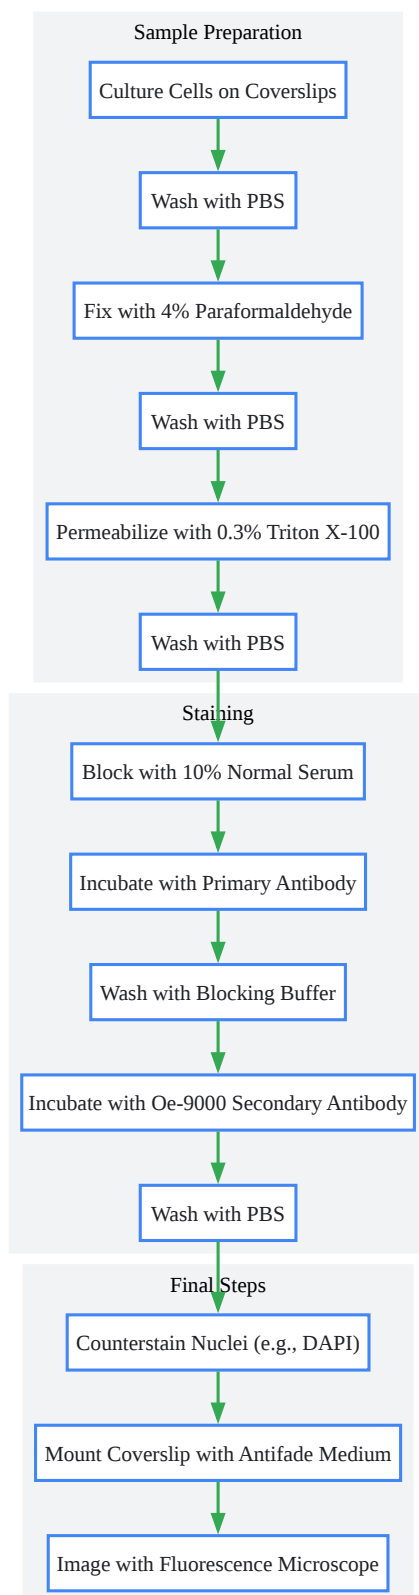 Sample Preparation
Culture Cells on Coverslips
Wash with PBS
Fix with 4% Paraformaldehyde
Wash with PBS
Permeabilize with 0.3% Triton X-100
Wash with PBS
Staining
Block with 10% Normal Serum
Incubate with Primary Antibody
Wash with Blocking Buffer
Incubate with Oe-9000 Secondary Antibody
Wash with PBS
Final Steps
Counterstain Nuclei (e.g., DAPI)
Mount Coverslip with Antifade Medium
Image with Fluorescence Microscope